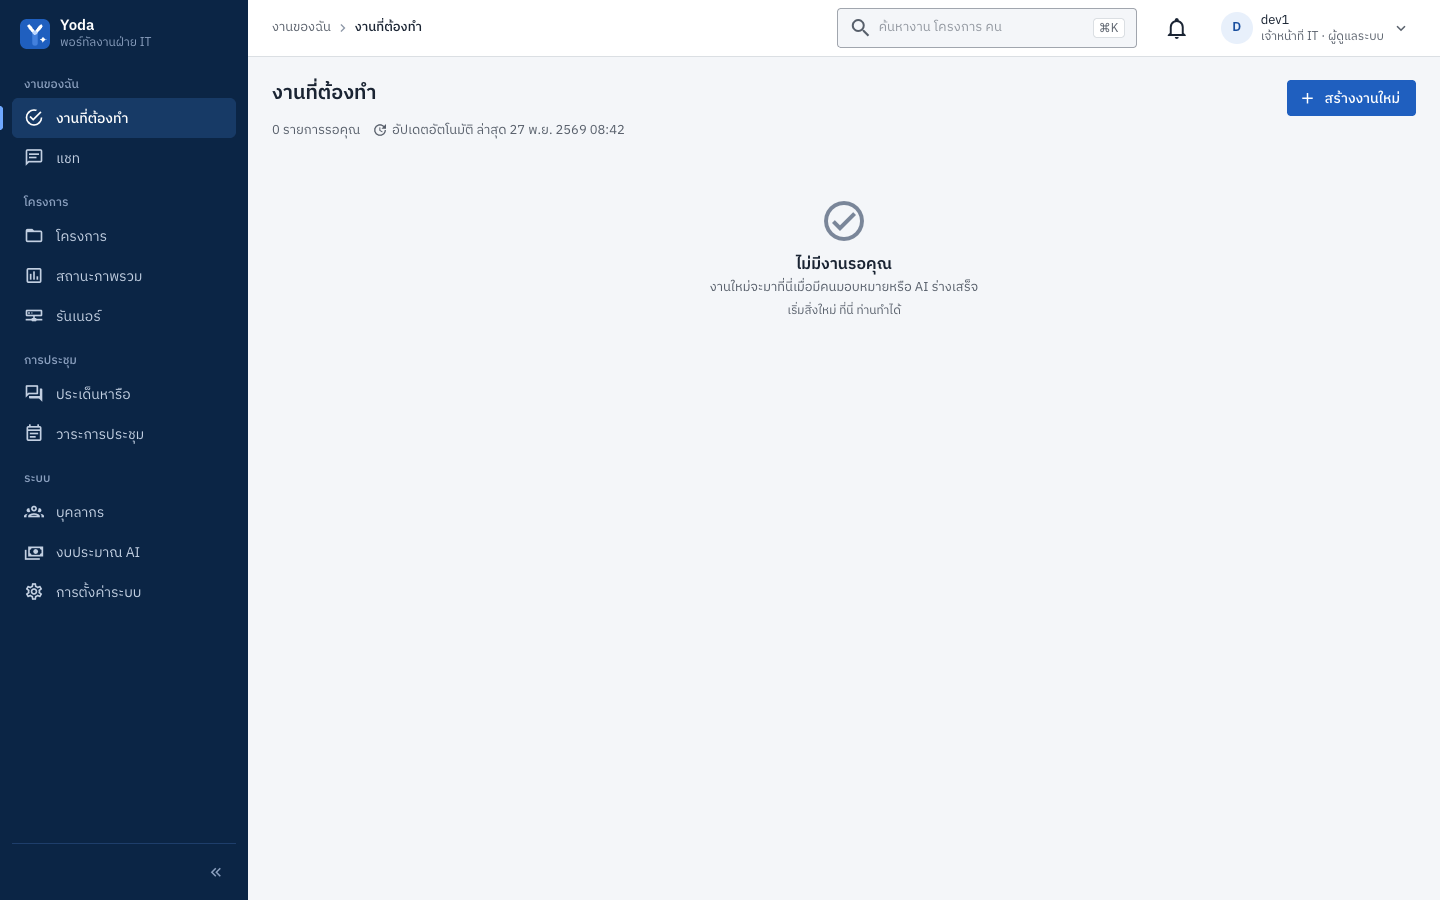 Yoda
พอร์ทัลงานฝ่าย IT
งานของฉัน
งานที่ต้องทำ
แชท
โครงการ
โครงการ
สถานะภาพรวม
รันเนอร์
การประชุม
ประเด็นหารือ
วาระการประชุม
ระบบ
บุคลากร
งบประมาณ AI
การตั้งค่าระบบ
งานของฉัน งานที่ต้องทำ
ค้นหางาน โครงการ คน ⌘K
D
dev1
เจ้าหน้าที่ IT · ผู้ดูแลระบบ
งานที่ต้องทำ
สร้างงานใหม่
0 รายการรอคุณ อัปเดตอัตโนมัติ ล่าสุด 27 พ.ย. 2569 08:42
ไม่มีงานรอคุณ
งานใหม่จะมาที่นี่เมื่อมีคนมอบหมายหรือ AI ร่างเสร็จ
เริ่มสิ่งใหม่ ที่นี่ ท่านทำได้